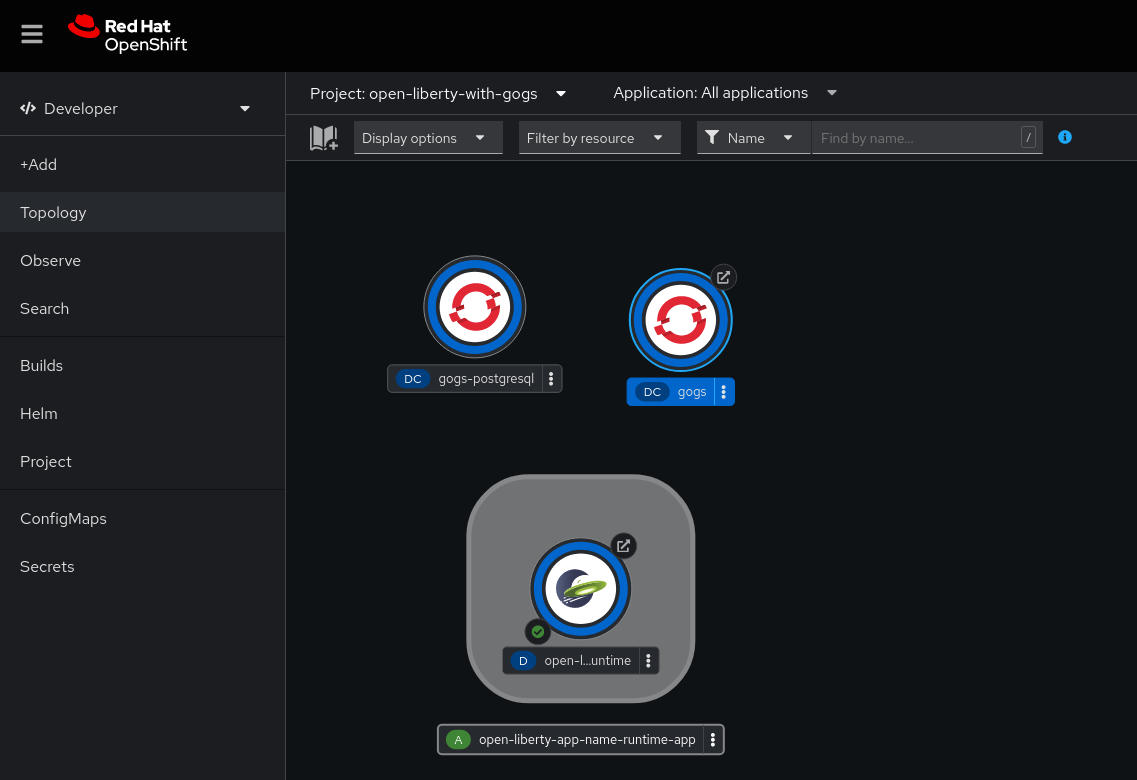 Red Hat
OpenShift
Developer
Project: open-liberty-with-gogs
Application: All applications
Display options
Filter by resource
Name
Find by name...
/
+Add
Topology
Observe
Search
Builds
Helm
Project
ConfigMaps
Secrets
DC gogs-postgresql
DC gogs
D open-l...untime
A open-liberty-app-name-runtime-app